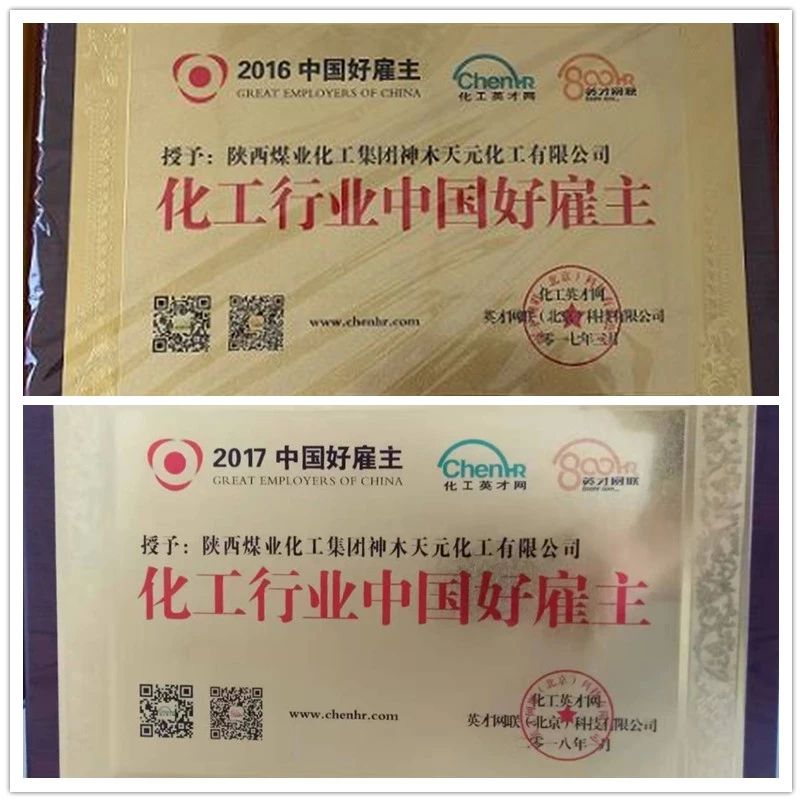 2016 中国好雇主
GREAT EMPLOYERS OF CHINA
ChenHR
化工英才网
800HR
英才网联
授予：陕西煤业化工集团神木天元化工有限公司
化工行业中国好雇主
www.chenhr.com
化工英才网
英才网联（北京）科技有限公司
二零一七年三月
2017 中国好雇主
GREAT EMPLOYERS OF CHINA
ChenHR
化工英才网
800HR
英才网联
授予：陕西煤业化工集团神木天元化工有限公司
化工行业中国好雇主
www.chenhr.com
化工英才网
英才网联（北京）科技有限公司
二零一八年一月